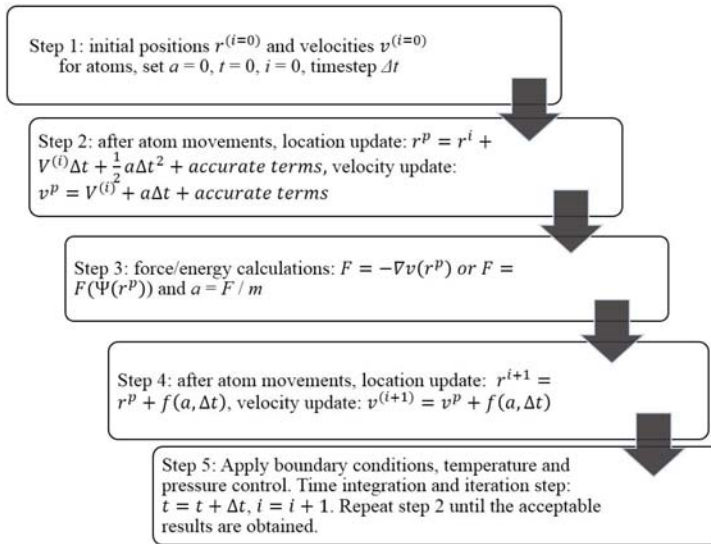 Step 1: initial positions r^(i=0) and velocities v^(i=0)
for atoms, set a = 0, t = 0, i = 0, timestep Δt
Step 2: after atom movements, location update: r^p = r^i +
V^(i)Δt + 1/2 aΔt^2 + accurate terms, velocity update:
v^p = V^(i) + aΔt + accurate terms
Step 3: force/energy calculations: F = −∇v(r^p) or F =
F(Ψ(r^p)) and a = F / m
Step 4: after atom movements, location update: r^i+1 =
r^p + f(a, Δt), velocity update: v^(i+1) = v^p + f(a, Δt)
Step 5: Apply boundary conditions, temperature and
pressure control. Time integration and iteration step:
t = t + Δt, i = i + 1. Repeat step 2 until the acceptable
results are obtained.